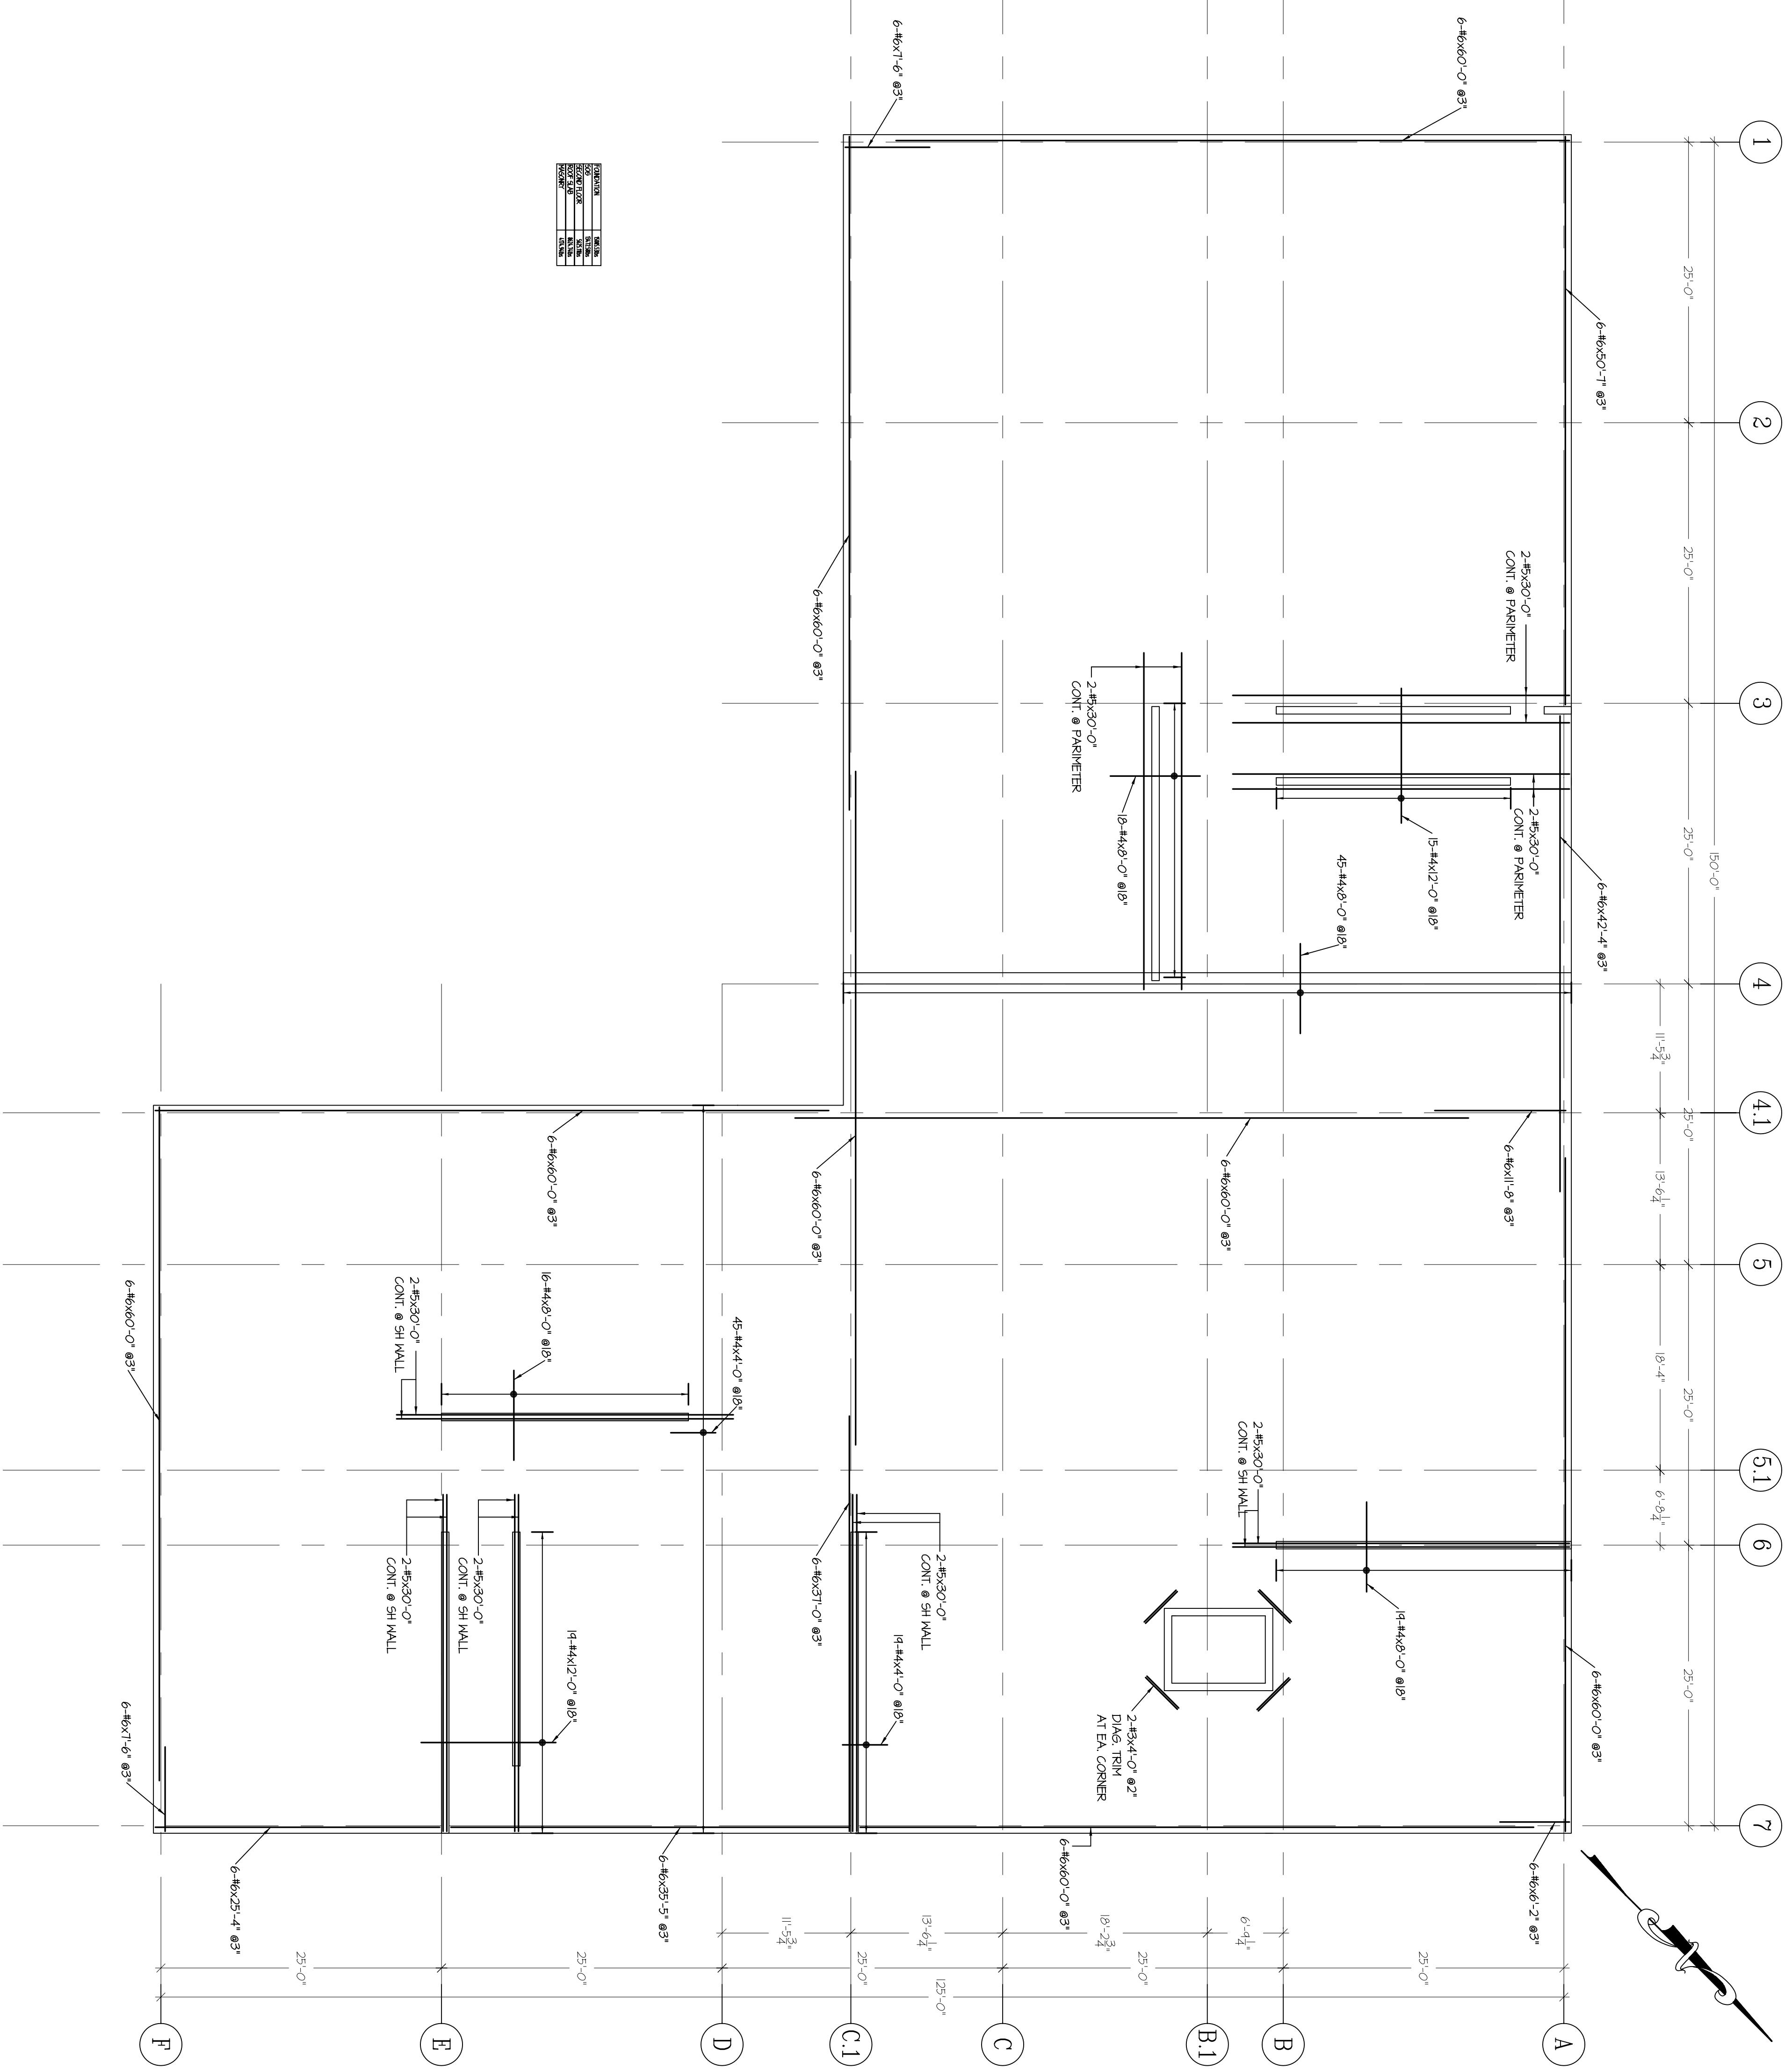 1
2
3
4
4.1
5
5.1
6
7
150'-0"
25'-0"
25'-0"
25'-0"
25'-0"
25'-0"
25'-0"
11'-5 3/4"
13'-6 1/4"
18'-4"
6'-8 1/4"
6-#6x50'-7" @3"
6-#6x42'-4" @3"
6-#6x60'-0" @3"
6-#6x60'-0" @3"
6-#6x7'-6" @3"
2-#5x30'-0"
CONT. @ PARIMETER
2-#5x30'-0"
CONT. @ PARIMETER
15-#4x12'-0" @18"
45-#4x8'-0" @18"
2-#5x30'-0"
CONT. @ PARIMETER
18-#4x8'-0" @18"
6-#6x11'-8" @3"
6-#6x60'-0" @3"
19-#4x8'-0" @18"
2-#5x30'-0"
CONT. @ SH WALL
2-#3x4'-0" @2"
DIAG. TRIM
AT EA. CORNER
6-#6x6'-2" @3"
6-#6x60'-0" @3"
6-#6x60'-0" @3"
6-#6x60'-0" @3"
2-#5x30'-0"
CONT. @ SH WALL
19-#4x4'-0" @18"
6-#6x37'-0" @3"
45-#4x4'-0" @18"
6-#6x35'-5" @3"
6-#6x60'-0" @3"
16-#4x8'-0" @18"
19-#4x12'-0" @18"
2-#5x30'-0"
CONT. @ SH WALL
2-#5x30'-0"
CONT. @ SH WALL
2-#5x30'-0"
CONT. @ SH WALL
6-#6x25'-4" @3"
6-#6x60'-0" @3"
6-#6x7'-6" @3"
FOUNDATION
SOG
SECOND FLOOR
ROOF SLAB
MASONRY
6'-9 1/4"
18'-2 3/4"
13'-6 1/4"
11'-5 3/4"
25'-0"
25'-0"
25'-0"
25'-0"
25'-0"
125'-0"
A
B
B.1
C
C.1
D
E
F